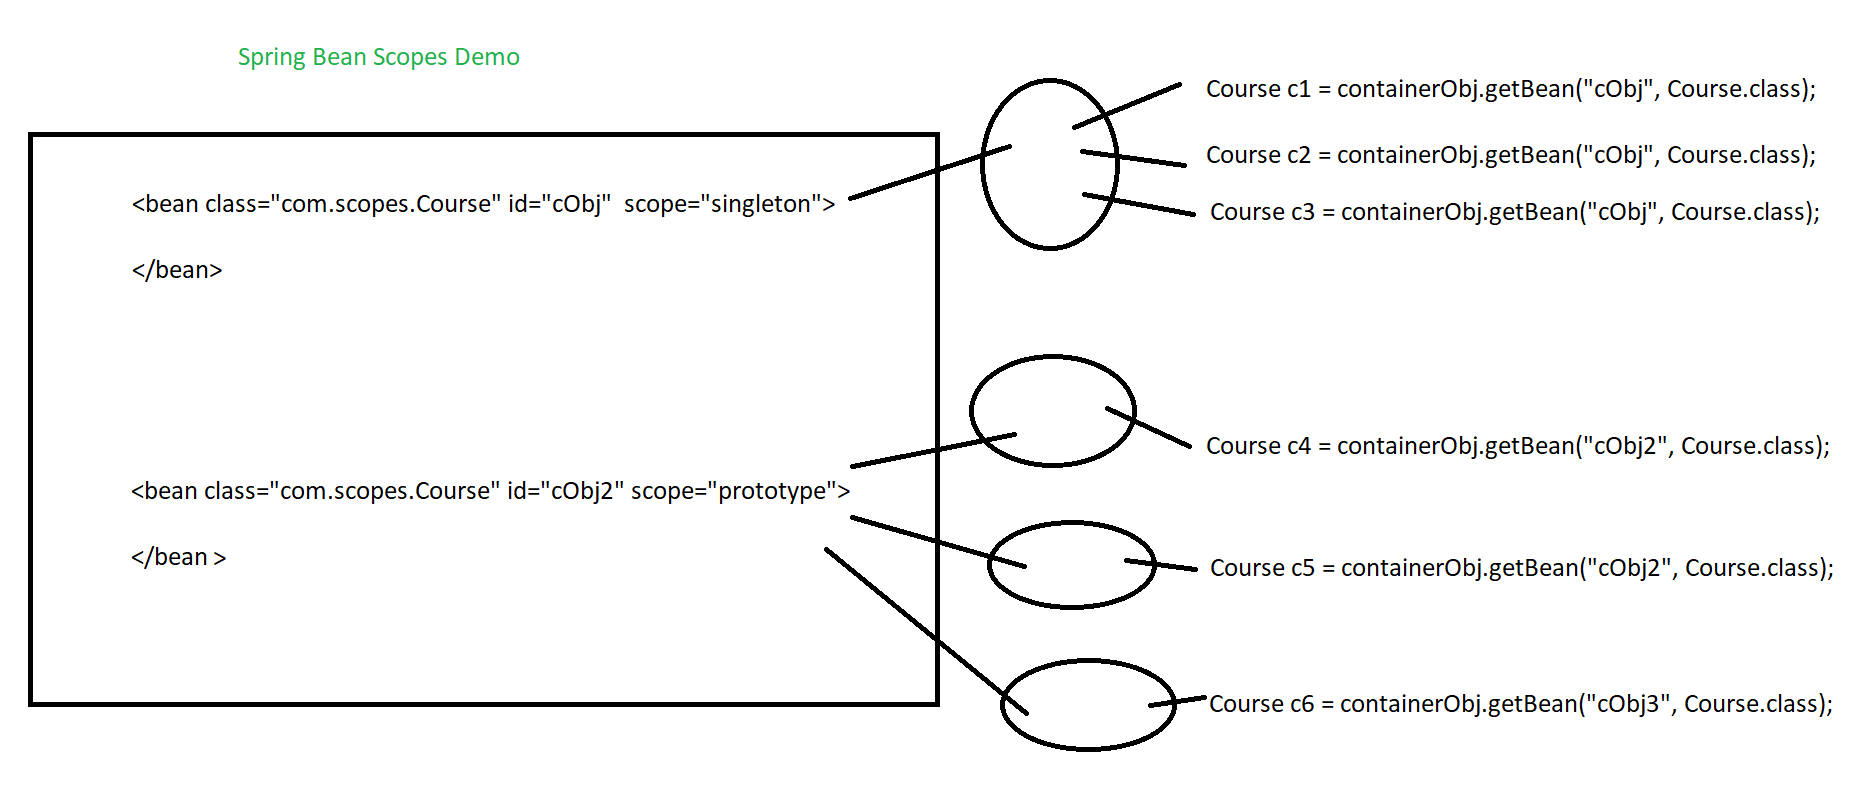 Spring Bean Scopes Demo
<bean class="com.scopes.Course" id="cObj"  scope="singleton">
</bean>
<bean class="com.scopes.Course" id="cObj2" scope="prototype">
</bean >
Course c1 = containerObj.getBean("cObj", Course.class);
Course c2 = containerObj.getBean("cObj", Course.class);
Course c3 = containerObj.getBean("cObj", Course.class);
Course c4 = containerObj.getBean("cObj2", Course.class);
Course c5 = containerObj.getBean("cObj2", Course.class);
Course c6 = containerObj.getBean("cObj3", Course.class);